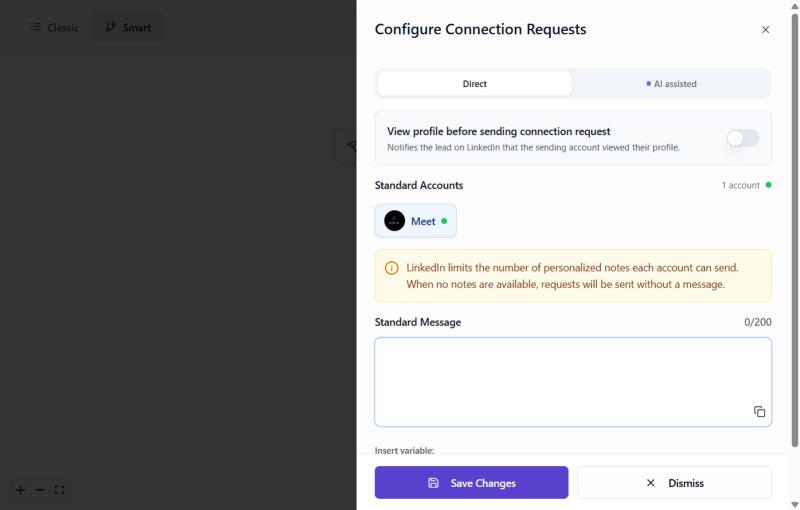 Classic
Smart
Configure Connection Requests
Direct
AI assisted
View profile before sending connection request
Notifies the lead on LinkedIn that the sending account viewed their profile.
Standard Accounts
1 account
Meet
LinkedIn limits the number of personalized notes each account can send.
When no notes are available, requests will be sent without a message.
Standard Message
0/200
Insert variable:
Save Changes
Dismiss